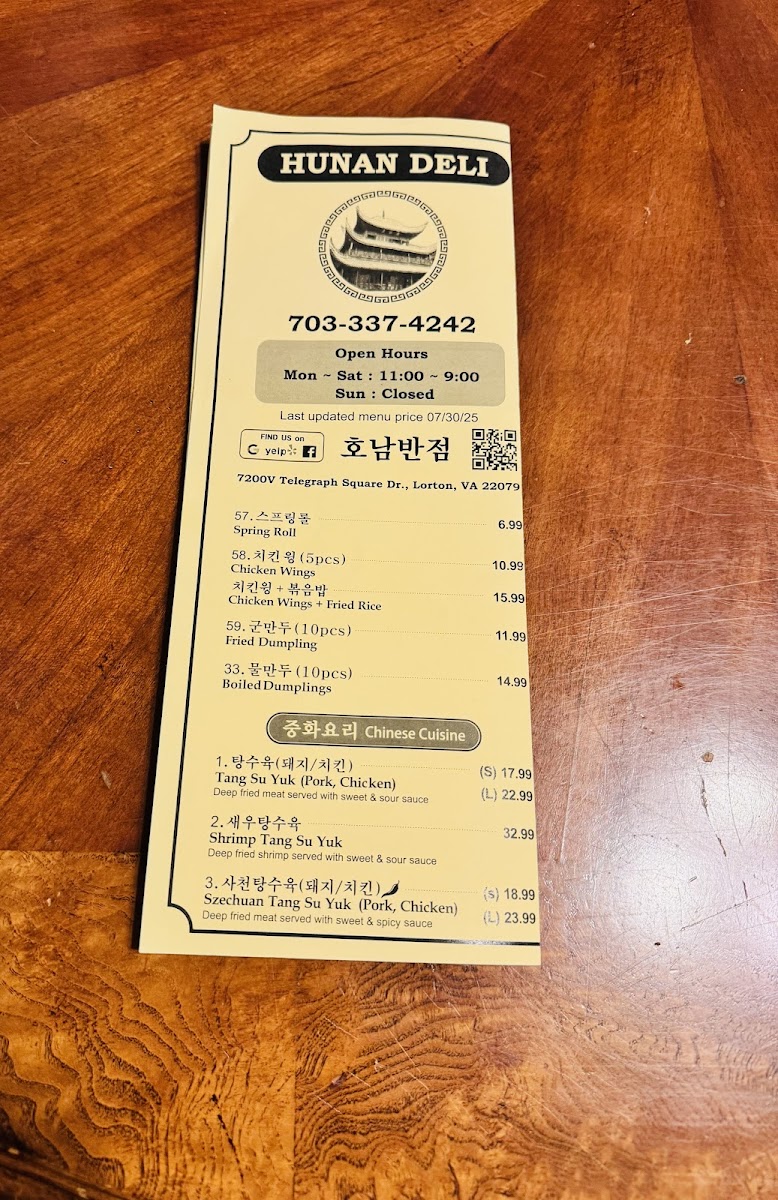 HUNAN DELI
703-337-4242
Open Hours
Mon ~ Sat : 11:00 ~ 9:00
Sun : Closed
Last updated menu price 07/30/25
FIND US on
G yelp f
호남반점
7200V Telegraph Square Dr., Lorton, VA 22079
57. 스프링롤 6.99
Spring Roll
58. 치킨 윙 (5pcs) 10.99
Chicken Wings
치킨윙 + 볶음밥 15.99
Chicken Wings + Fried Rice
59. 군만두 (10pcs) 11.99
Fried Dumpling
33. 물만두 (10pcs) 14.99
Boiled Dumplings
중화요리 Chinese Cuisine
1. 탕수육(돼지/치킨) (S) 17.99
Tang Su Yuk (Pork, Chicken) (L) 22.99
Deep fried meat served with sweet & sour sauce
2. 새우탕수육 32.99
Shrimp Tang Su Yuk
Deep fried shrimp served with sweet & sour sauce
3. 사천탕수육(돼지/치킨) (s) 18.99
Szechuan Tang Su Yuk (Pork, Chicken) (L) 23.99
Deep fried meat served with sweet & spicy sauce